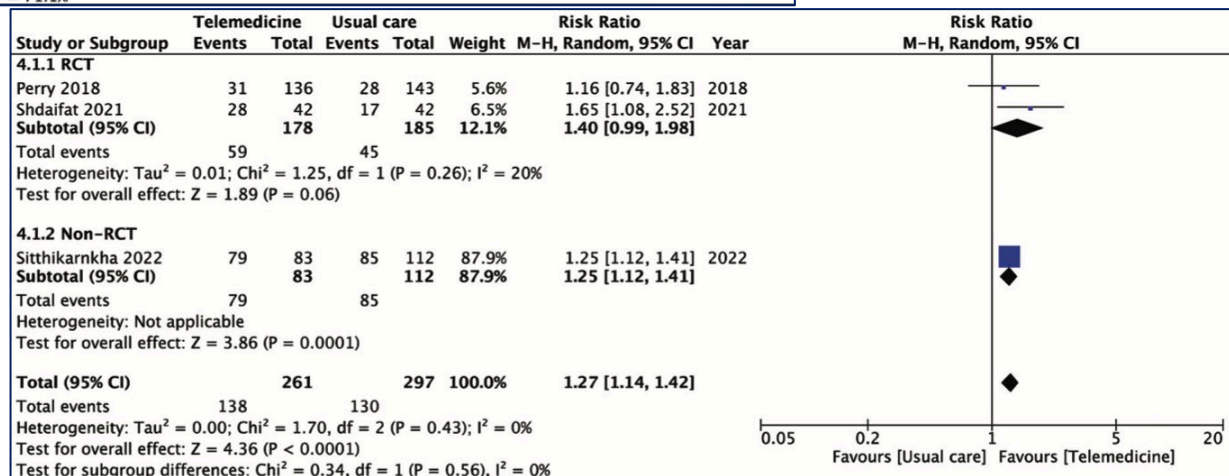 Telemedicine Usual care Risk Ratio Risk Ratio
Study or Subgroup Events Total Events Total Weight M-H, Random, 95% CI Year M-H, Random, 95% CI
4.1.1 RCT
Perry 2018 31 136 28 143 5.6% 1.16 [0.74, 1.83] 2018
Shdaifat 2021 28 42 17 42 6.5% 1.65 [1.08, 2.52] 2021
Subtotal (95% CI) 178 185 12.1% 1.40 [0.99, 1.98]
Total events 59 45
Heterogeneity: Tau² = 0.01; Chi² = 1.25, df = 1 (P = 0.26); I² = 20%
Test for overall effect: Z = 1.89 (P = 0.06)
4.1.2 Non-RCT
Sitthikarnkha 2022 79 83 85 112 87.9% 1.25 [1.12, 1.41] 2022
Subtotal (95% CI) 83 112 87.9% 1.25 [1.12, 1.41]
Total events 79 85
Heterogeneity: Not applicable
Test for overall effect: Z = 3.86 (P = 0.0001)
Total (95% CI) 261 297 100.0% 1.27 [1.14, 1.42]
Total events 138 130
Heterogeneity: Tau² = 0.00; Chi² = 1.70, df = 2 (P = 0.43); I² = 0%
Test for overall effect: Z = 4.36 (P < 0.0001)
Test for subgroup differences: Chi² = 0.34, df = 1 (P = 0.56), I² = 0%
0.05 0.2 1 5 20
Favours [Usual care] Favours [Telemedicine]